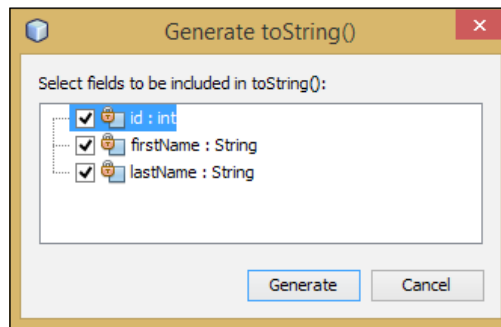 Generate toString()
Select fields to be included in toString():
id : int
firstName : String
lastName : String
Generate Cancel